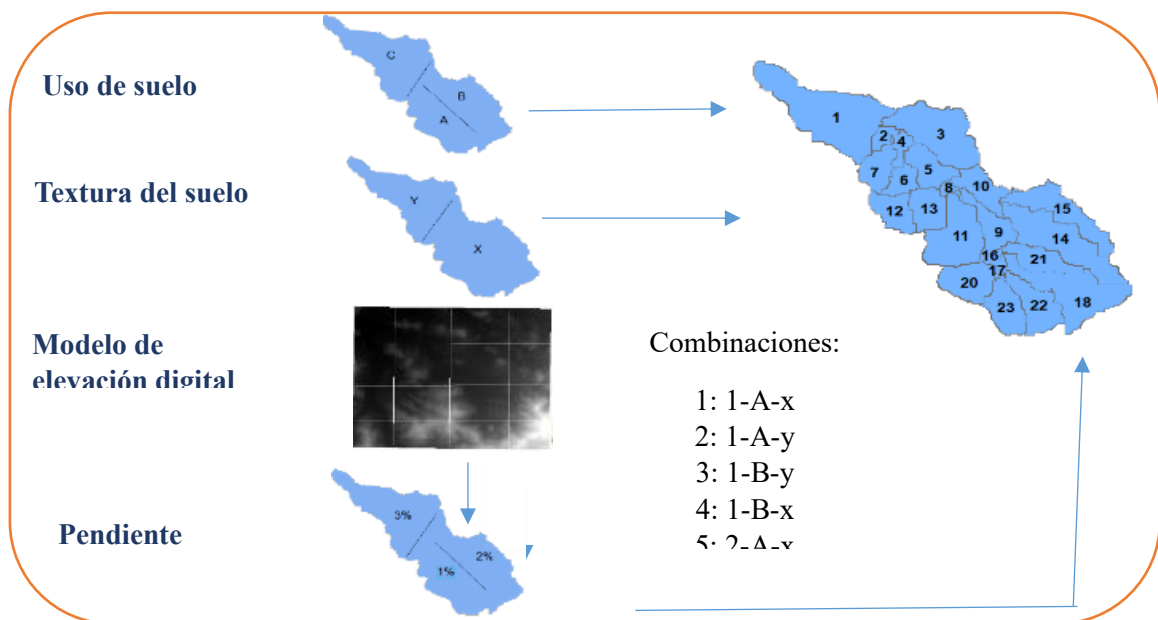 Uso de suelo
C
B
A
Textura del suelo
Y
X
Modelo de
elevación digital
Pendiente
3%
2%
1%
1
2
4
3
7
6
5
8
10
12
13
11
9
15
14
16
21
17
20
23
22
18
Combinaciones:
1: 1-A-x
2: 1-A-y
3: 1-B-y
4: 1-B-x
5: 2-A-x